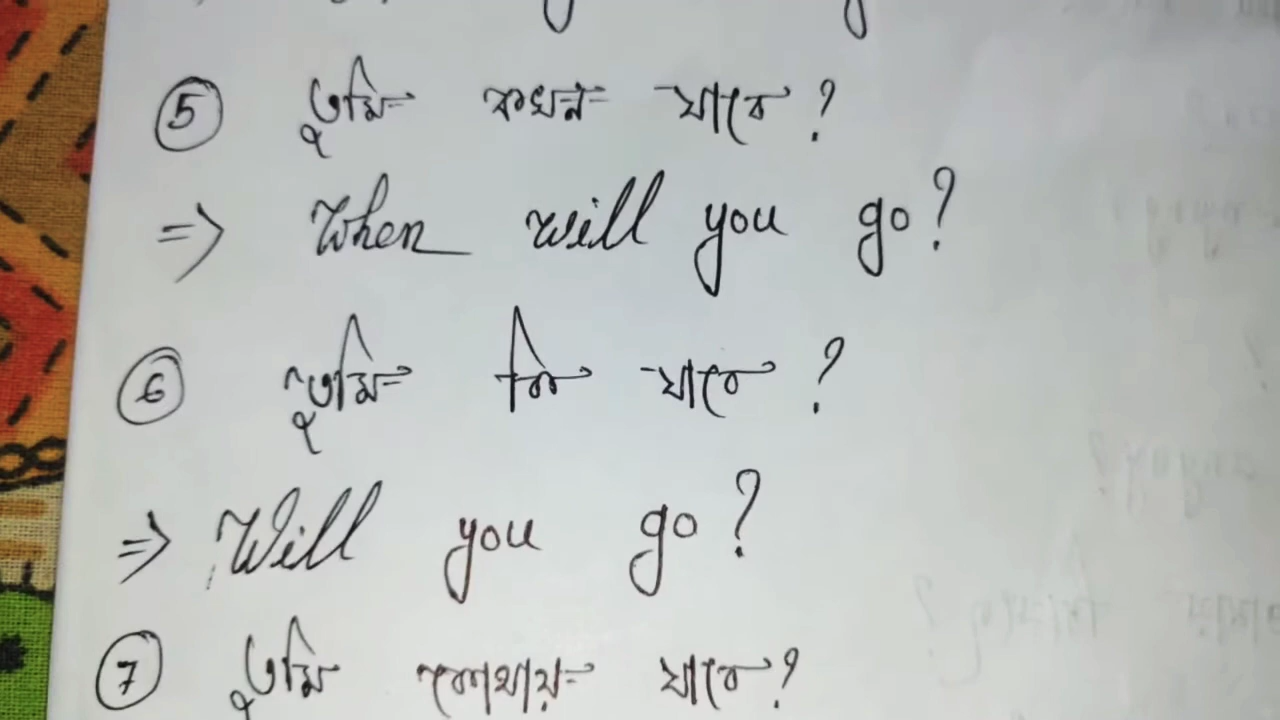 5 তুমি কখন যাবে ?
=> When will you go?
6 তুমি কি যাবে ?
=> Will you go?
7 তুমি কোথায় যাবে ?